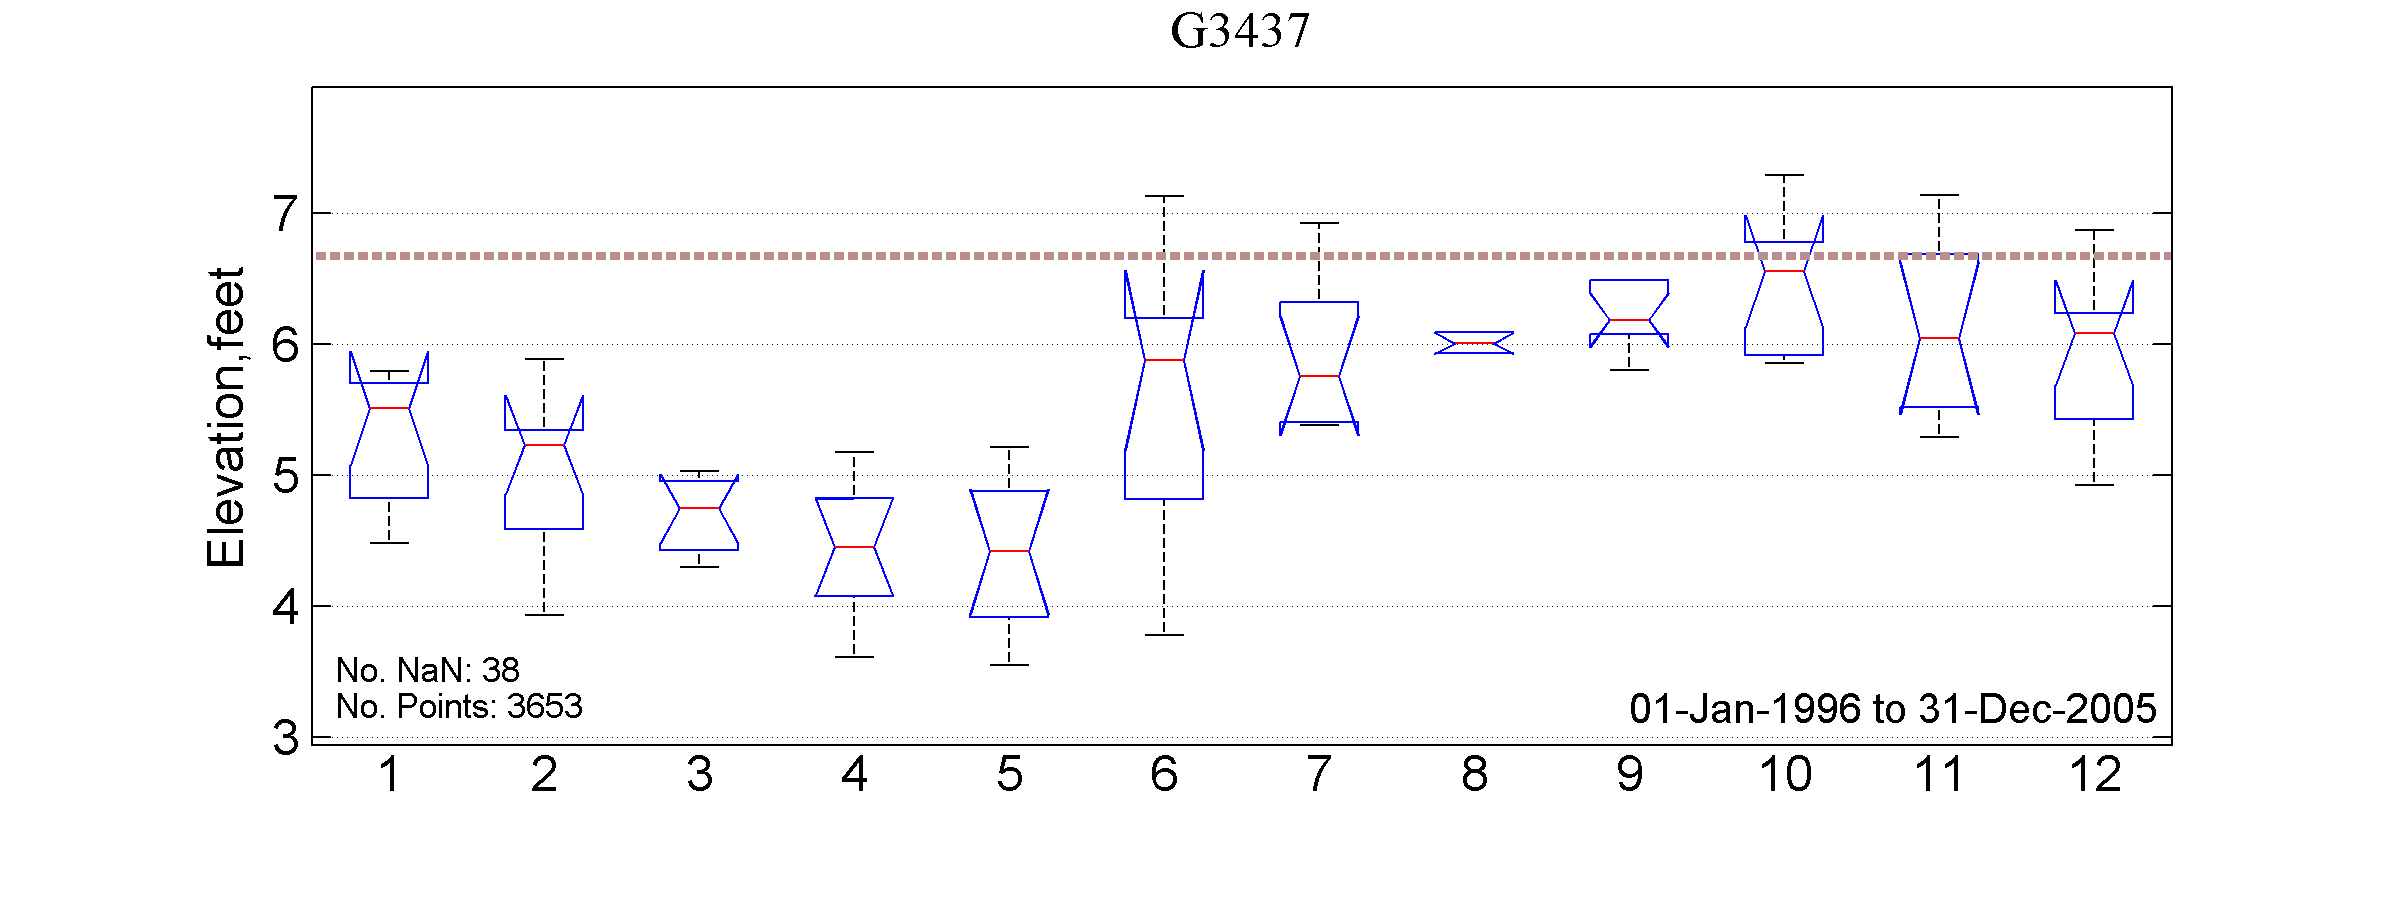 G3437
Elevation,feet
7
6
5
4
3
No. NaN: 38
No. Points: 3653
01-Jan-1996 to 31-Dec-2005
1 2 3 4 5 6 7 8 9 10 11 12